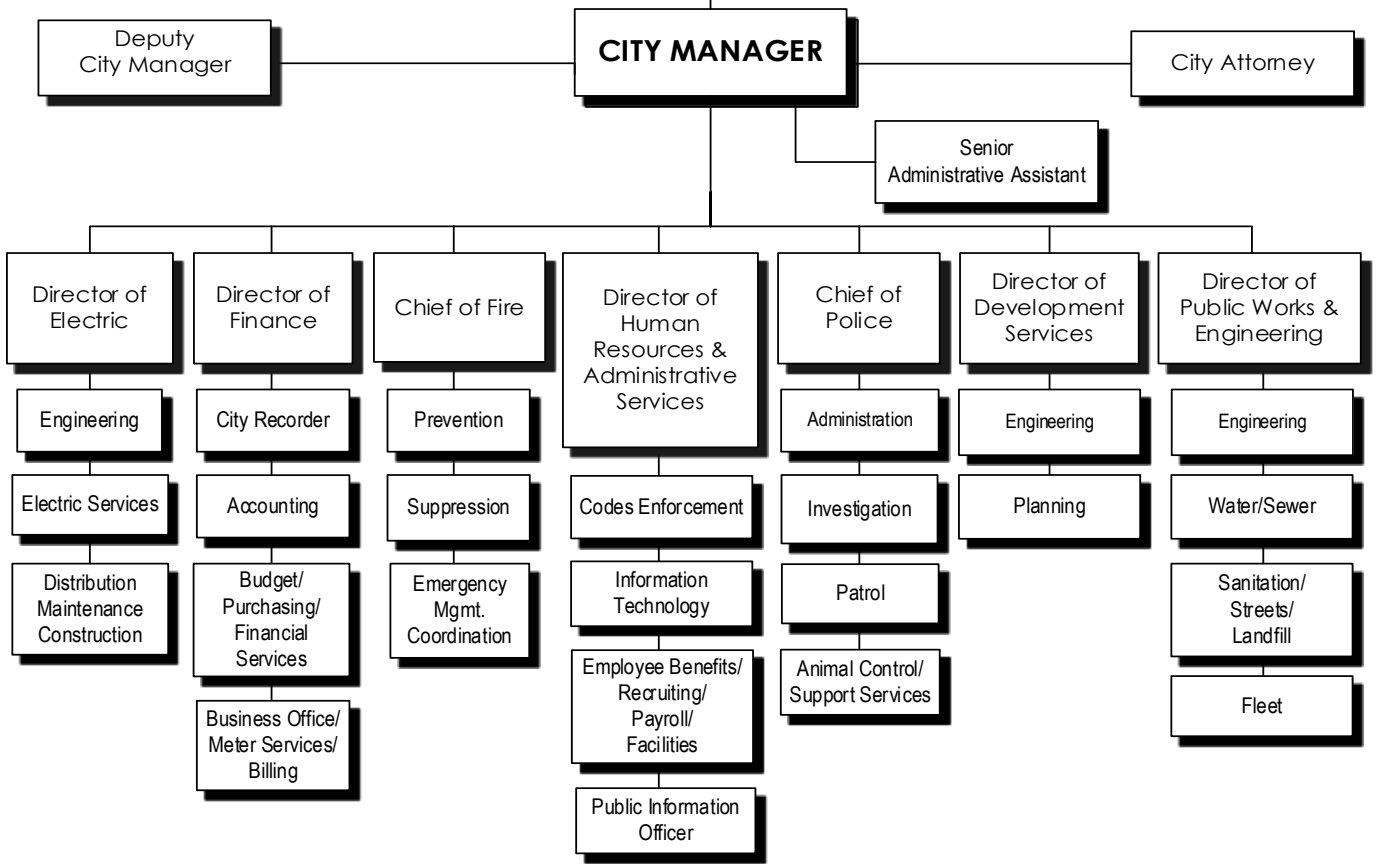 Deputy
City Manager
CITY MANAGER
City Attorney
Senior
Administrative Assistant
Director of
Electric
Engineering
Electric Services
Distribution
Maintenance
Construction
Director of
Finance
City Recorder
Accounting
Budget/
Purchasing/
Financial
Services
Business Office/
Meter Services/
Billing
Chief of Fire
Prevention
Suppression
Emergency
Mgmt.
Coordination
Director of
Human
Resources &
Administrative
Services
Codes Enforcement
Information
Technology
Employee Benefits/
Recruiting/
Payroll/
Facilities
Public Information
Officer
Chief of
Police
Administration
Investigation
Patrol
Animal Control/
Support Services
Director of
Development
Services
Engineering
Planning
Director of
Public Works &
Engineering
Engineering
Water/Sewer
Sanitation/
Streets/
Landfill
Fleet